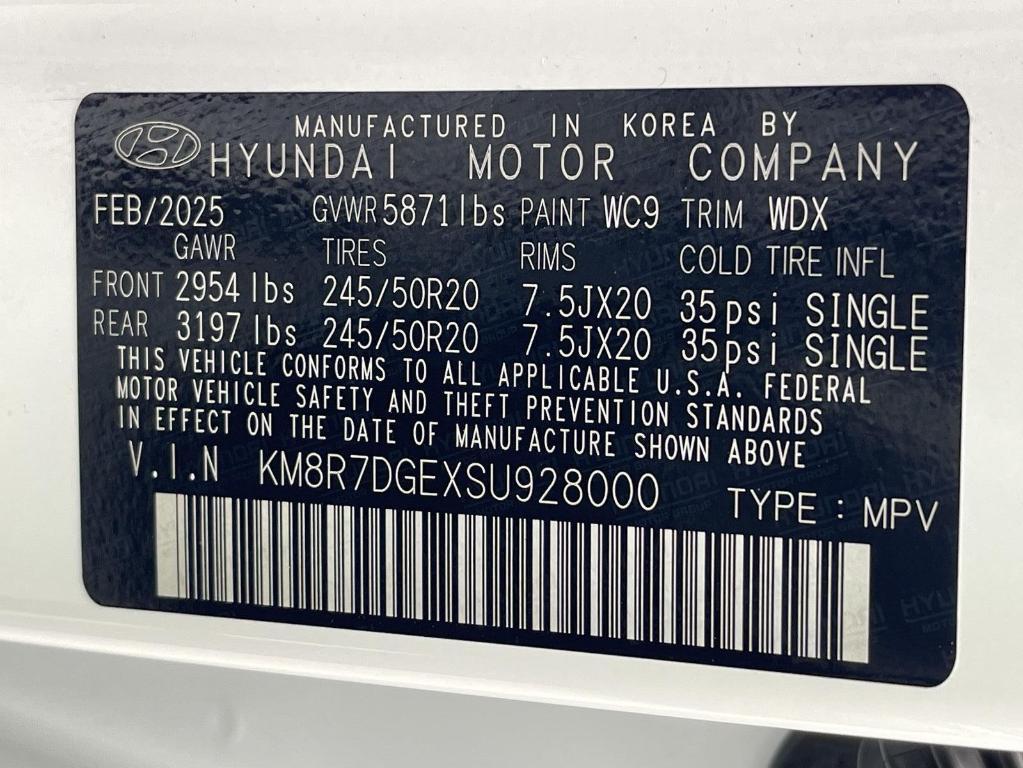 MANUFACTURED IN KOREA BY
HYUNDAI MOTOR COMPANY
FEB/2025 GVWR 5871lbs PAINT WC9 TRIM WDX
GAWR TIRES RIMS COLD TIRE INFL
FRONT 2954 lbs 245/50R20 7.5JX20 35psi SINGLE
REAR 3197 lbs 245/50R20 7.5JX20 35psi SINGLE
THIS VEHICLE CONFORMS TO ALL APPLICABLE U.S.A. FEDERAL
MOTOR VEHICLE SAFETY AND THEFT PREVENTION STANDARDS
IN EFFECT ON THE DATE OF MANUFACTURE SHOWN ABOVE
V.I.N KM8R7DGEXSU928000 TYPE : MPV